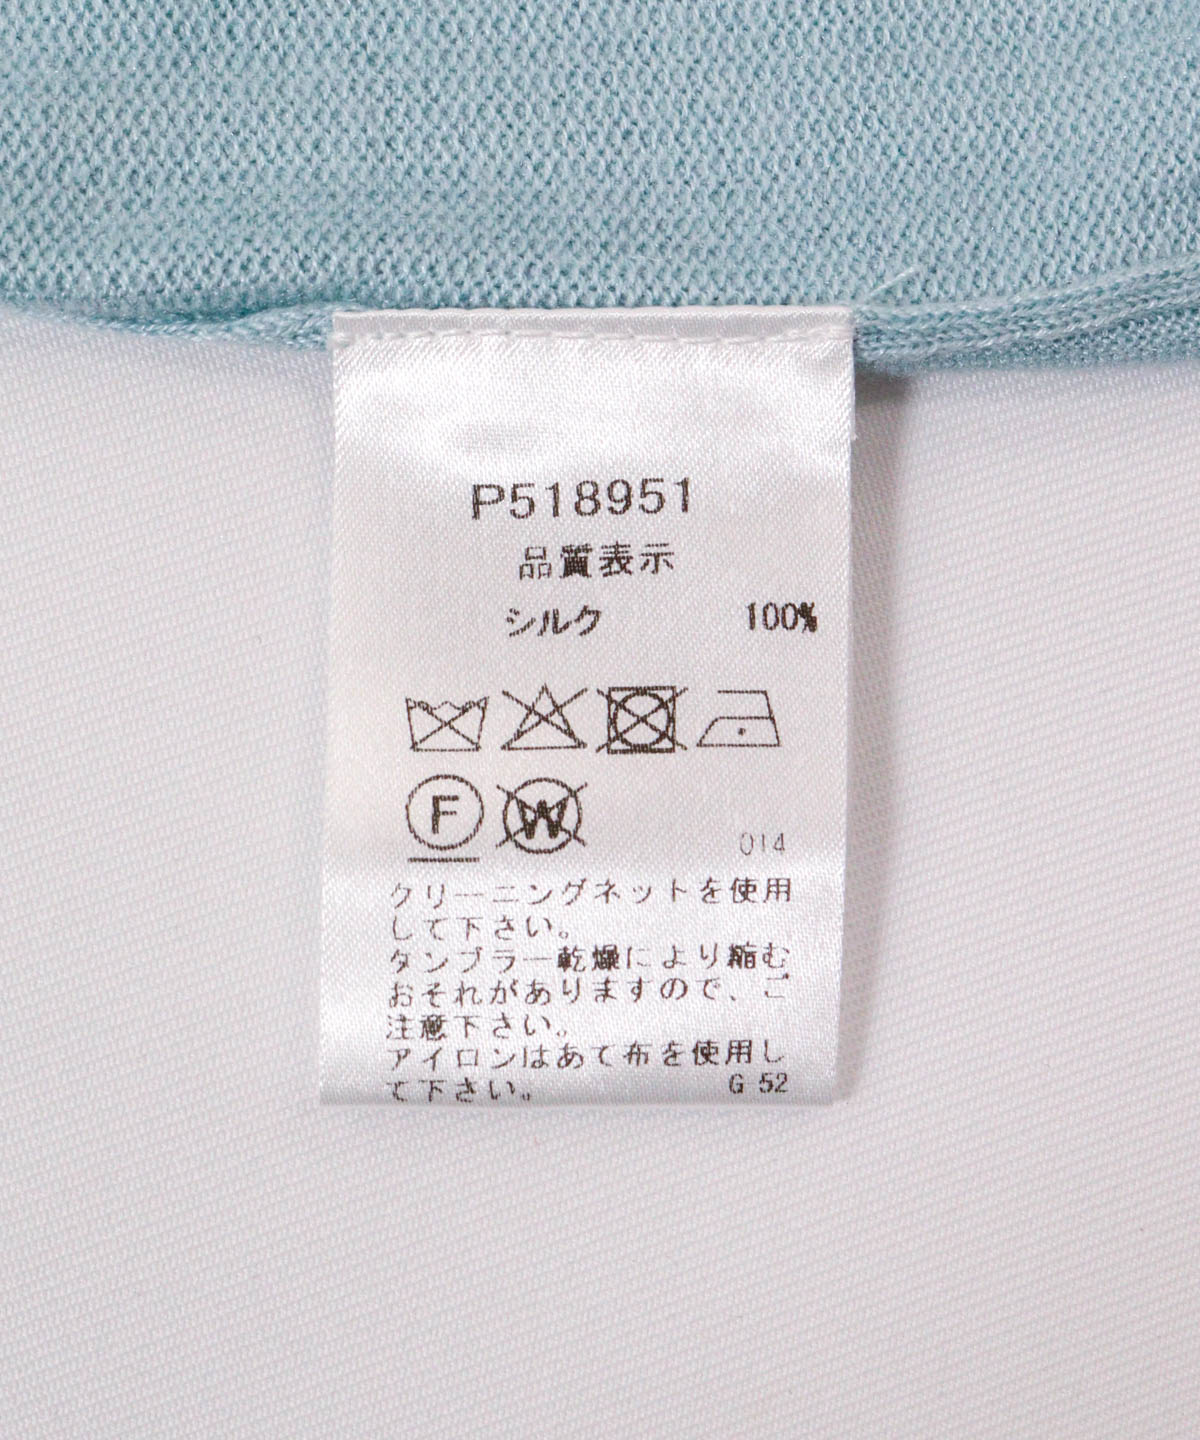 P518951
品質表示
シルク 100%
F W
014
クリーニングネットを使用
して下さい。
タンブラー乾燥により縮む
おそれがありますので、ご
注意下さい。
アイロンはあて布を使用し
て下さい。 G 52